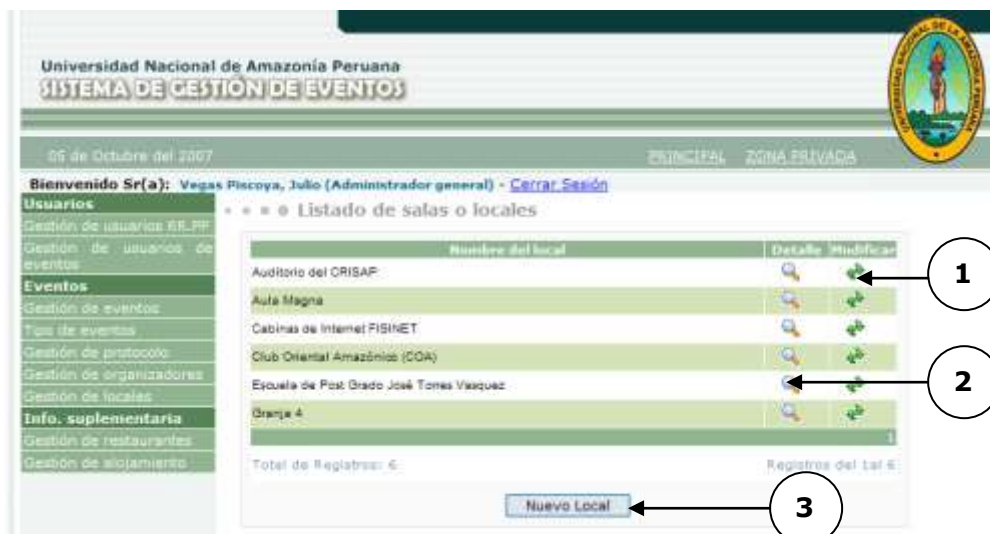 Universidad Nacional de Amazonía Peruana
SISTEMA DE GESTIÓN DE EVENTOS
05 de Octubre del 2007
PRINCIPAL ZONA PRIVADA
Bienvenido Sr(a): Vegas Piscoya, Julio (Administrador general) - Cerrar Sesión
Usuarios
Gestión de usuarios RR.PP
Gestión de usuarios de
eventos
Eventos
Gestión de eventos
Tipo de eventos
Gestión de protocolo
Gestión de organizadores
Gestión de locales
Info. suplementaria
Gestión de restaurantes
Gestión de alojamiento
Listado de salas o locales
Nombre del local Detalle Modificar
Auditorio del CRISAP
Aula Magna
Cabinas de Internet FISINET
Club Oriental Amazónico (COA)
Escuela de Post Grado José Torres Vasquez
Granja 4
1
Total de Registros: 6 Registros del 1al 6
Nuevo Local
1
2
3